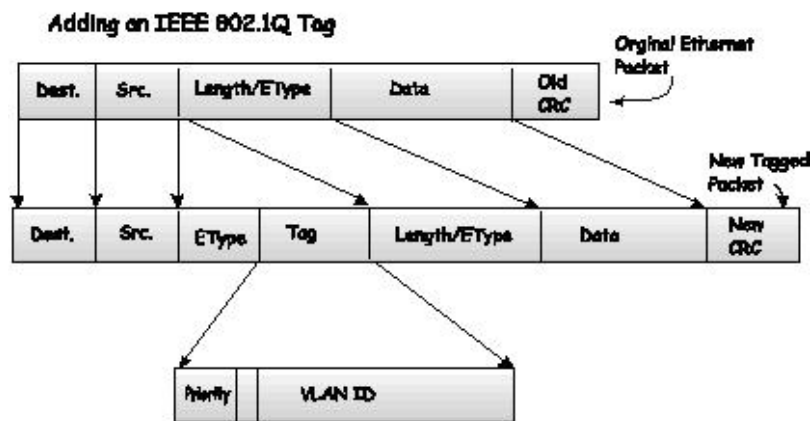 Adding an IEEE 802.1Q Tag
Orginal Ethernet
Packet
Dest. Src. Length/EType Data Old
CRC
New Tagged
Packet
Dest. Src. EType Tag Length/EType Data New
CRC
Priority VLAN ID